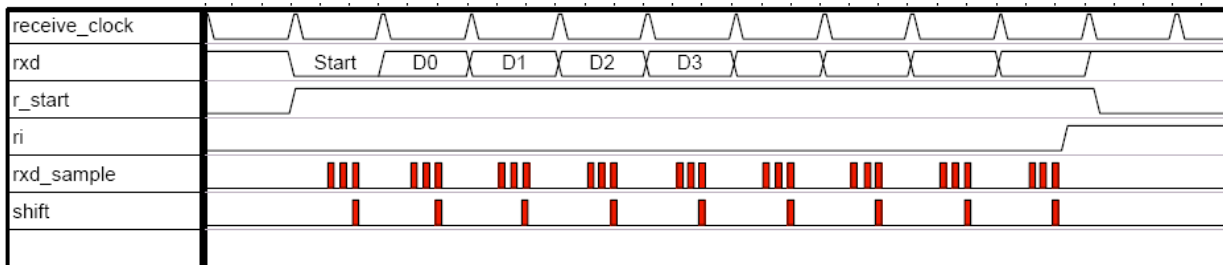 receive_clock
rxd Start D0 D1 D2 D3
r_start
ri
rxd_sample
shift